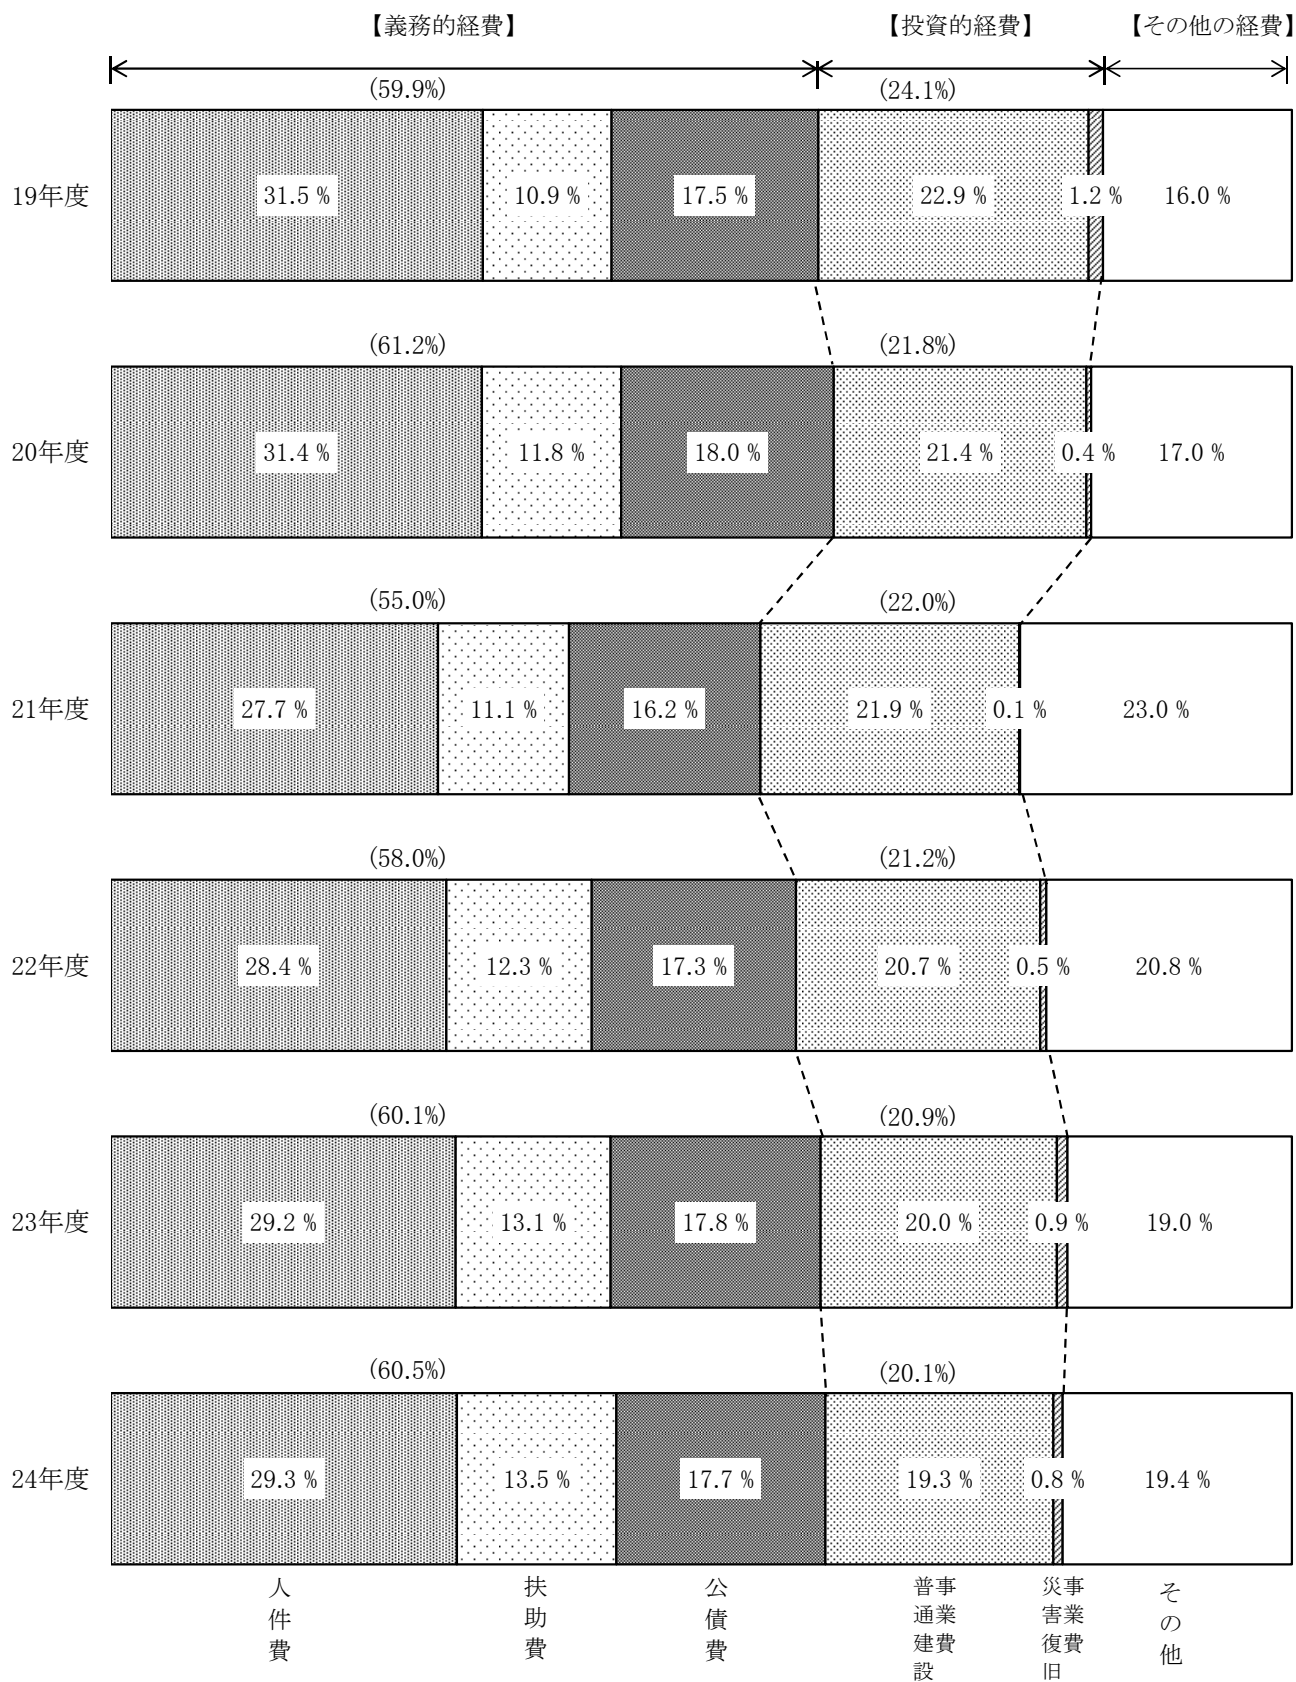 【義務的経費】 【投資的経費】 【その他の経費】
(59.9%) (24.1%)
19年度 31.5 % 10.9 % 17.5 % 22.9 % 1.2 % 16.0 %
(61.2%) (21.8%)
20年度 31.4 % 11.8 % 18.0 % 21.4 % 0.4 % 17.0 %
(55.0%) (22.0%)
21年度 27.7 % 11.1 % 16.2 % 21.9 % 0.1 % 23.0 %
(58.0%) (21.2%)
22年度 28.4 % 12.3 % 17.3 % 20.7 % 0.5 % 20.8 %
(60.1%) (20.9%)
23年度 29.2 % 13.1 % 17.8 % 20.0 % 0.9 % 19.0 %
(60.5%) (20.1%)
24年度 29.3 % 13.5 % 17.7 % 19.3 % 0.8 % 19.4 %
人件費
扶助費
公債費
普通建設
事業費
災害復旧
事業費
その他